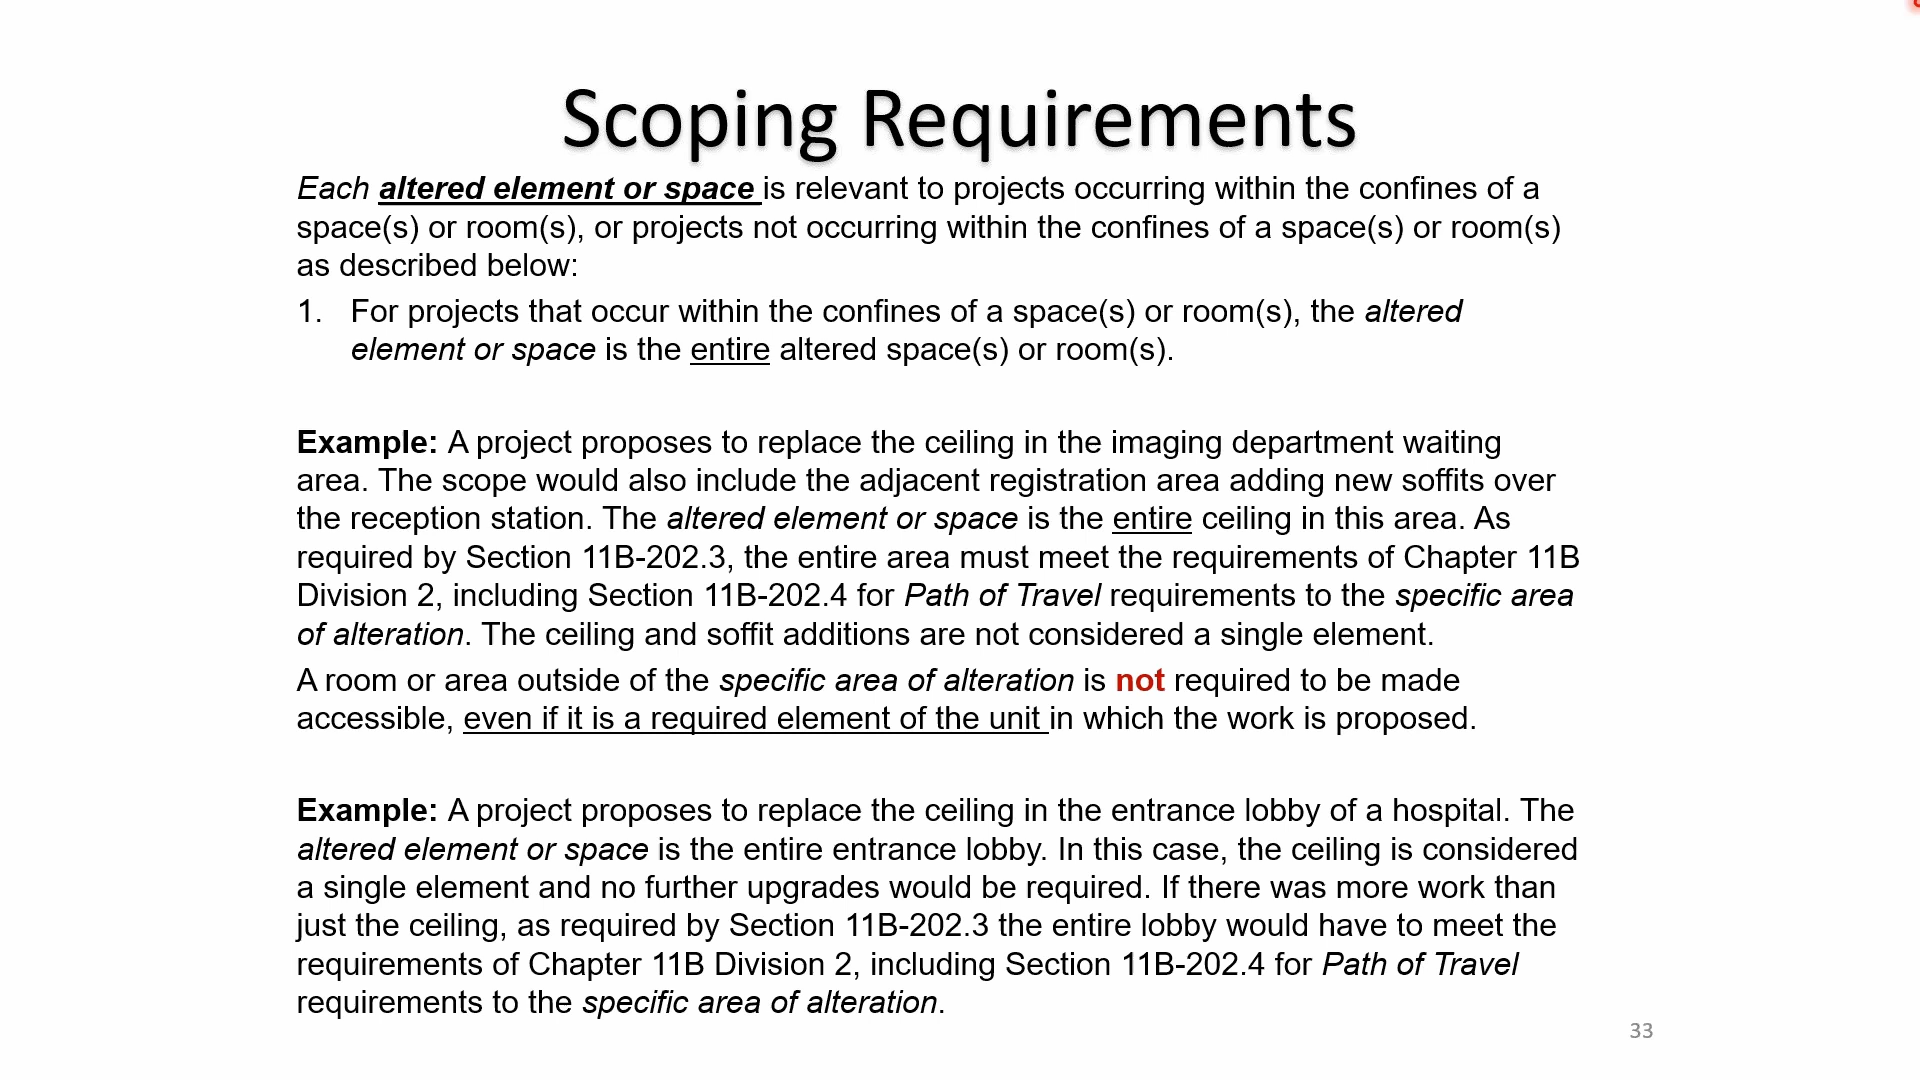 Scoping Requirements
Each altered element or space is relevant to projects occurring within the confines of a
space(s) or room(s), or projects not occurring within the confines of a space(s) or room(s)
as described below:
1. For projects that occur within the confines of a space(s) or room(s), the altered
element or space is the entire altered space(s) or room(s).
Example: A project proposes to replace the ceiling in the imaging department waiting
area. The scope would also include the adjacent registration area adding new soffits over
the reception station. The altered element or space is the entire ceiling in this area. As
required by Section 11B-202.3, the entire area must meet the requirements of Chapter 11B
Division 2, including Section 11B-202.4 for Path of Travel requirements to the specific area
of alteration. The ceiling and soffit additions are not considered a single element.
A room or area outside of the specific area of alteration is not required to be made
accessible, even if it is a required element of the unit in which the work is proposed.
Example: A project proposes to replace the ceiling in the entrance lobby of a hospital. The
altered element or space is the entire entrance lobby. In this case, the ceiling is considered
a single element and no further upgrades would be required. If there was more work than
just the ceiling, as required by Section 11B-202.3 the entire lobby would have to meet the
requirements of Chapter 11B Division 2, including Section 11B-202.4 for Path of Travel
requirements to the specific area of alteration.
33